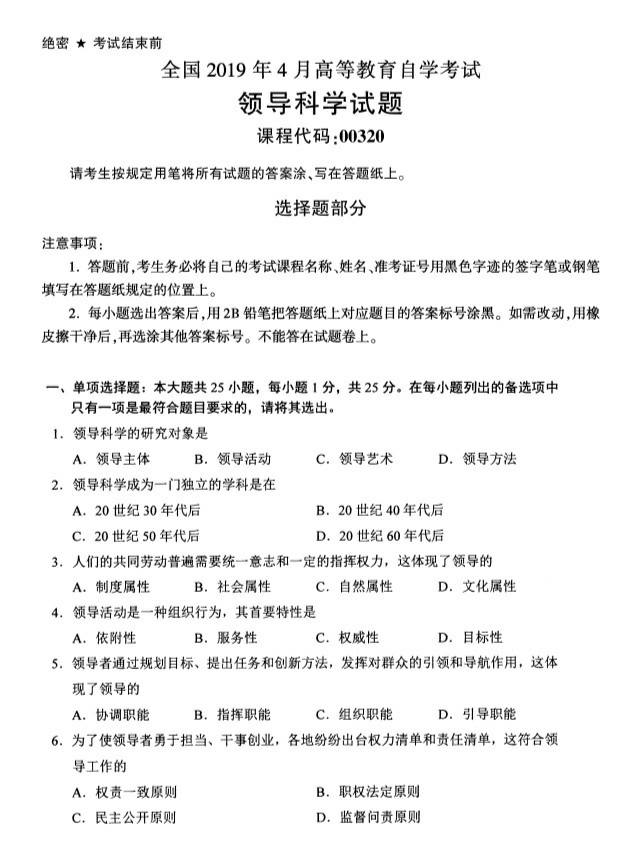 绝密 ★ 考试结束前
全国 2019 年 4 月高等教育自学考试
领导科学试题
课程代码:00320
请考生按规定用笔将所有试题的答案涂、写在答题纸上。
选择题部分
注意事项:
1. 答题前,考生务必将自己的考试课程名称、姓名、准考证号用黑色字迹的签字笔或钢笔
填写在答题纸规定的位置上。
2. 每小题选出答案后,用 2B 铅笔把答题纸上对应题目的答案标号涂黑。如需改动,用橡
皮擦干净后,再选涂其他答案标号。不能答在试题卷上。
一、单项选择题：本大题共 25 小题，每小题 1 分，共 25 分。在每小题列出的备选项中
只有一项是最符合题目要求的，请将其选出。
1. 领导科学的研究对象是
A. 领导主体 B. 领导活动 C. 领导艺术 D. 领导方法
2. 领导科学成为一门独立的学科是在
A. 20 世纪 30 年代后 B. 20 世纪 40 年代后
C. 20 世纪 50 年代后 D. 20 世纪 60 年代后
3. 人们的共同劳动普遍需要统一意志和一定的指挥权力，这体现了领导的
A. 制度属性 B. 社会属性 C. 自然属性 D. 文化属性
4. 领导活动是一种组织行为，其首要特性是
A. 依附性 B. 服务性 C. 权威性 D. 目标性
5. 领导者通过规划目标、提出任务和创新方法，发挥对群众的引领和导航作用，这体
现了领导的
A. 协调职能 B. 指挥职能 C. 组织职能 D. 引导职能
6. 为了使领导者勇于担当、干事创业，各地纷纷出台权力清单和责任清单，这符合领
导工作的
A. 权责一致原则 B. 职权法定原则
C. 民主公开原则 D. 监督问责原则